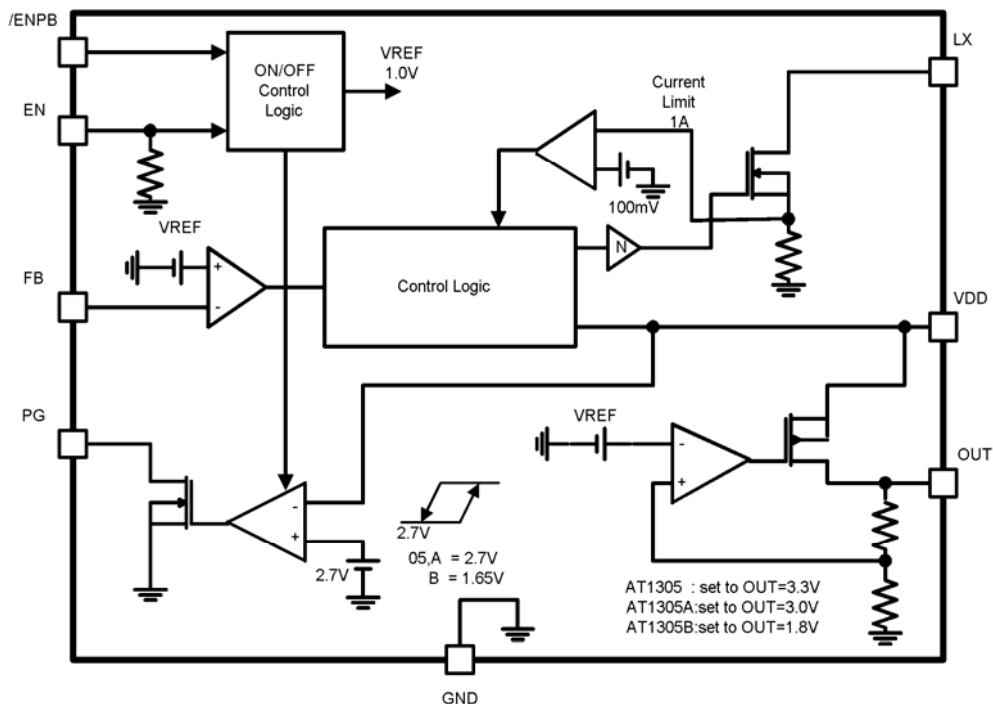 /ENPB
LX
ON/OFF
Control
Logic
VREF
1.0V
EN
Current
Limit
1A
100mV
VREF
+
-
N
FB
Control Logic
VDD
PG
VREF
-
+
OUT
-
+
2.7V
2.7V
05,A = 2.7V
B = 1.65V
AT1305 : set to OUT=3.3V
AT1305A:set to OUT=3.0V
AT1305B:set to OUT=1.8V
GND